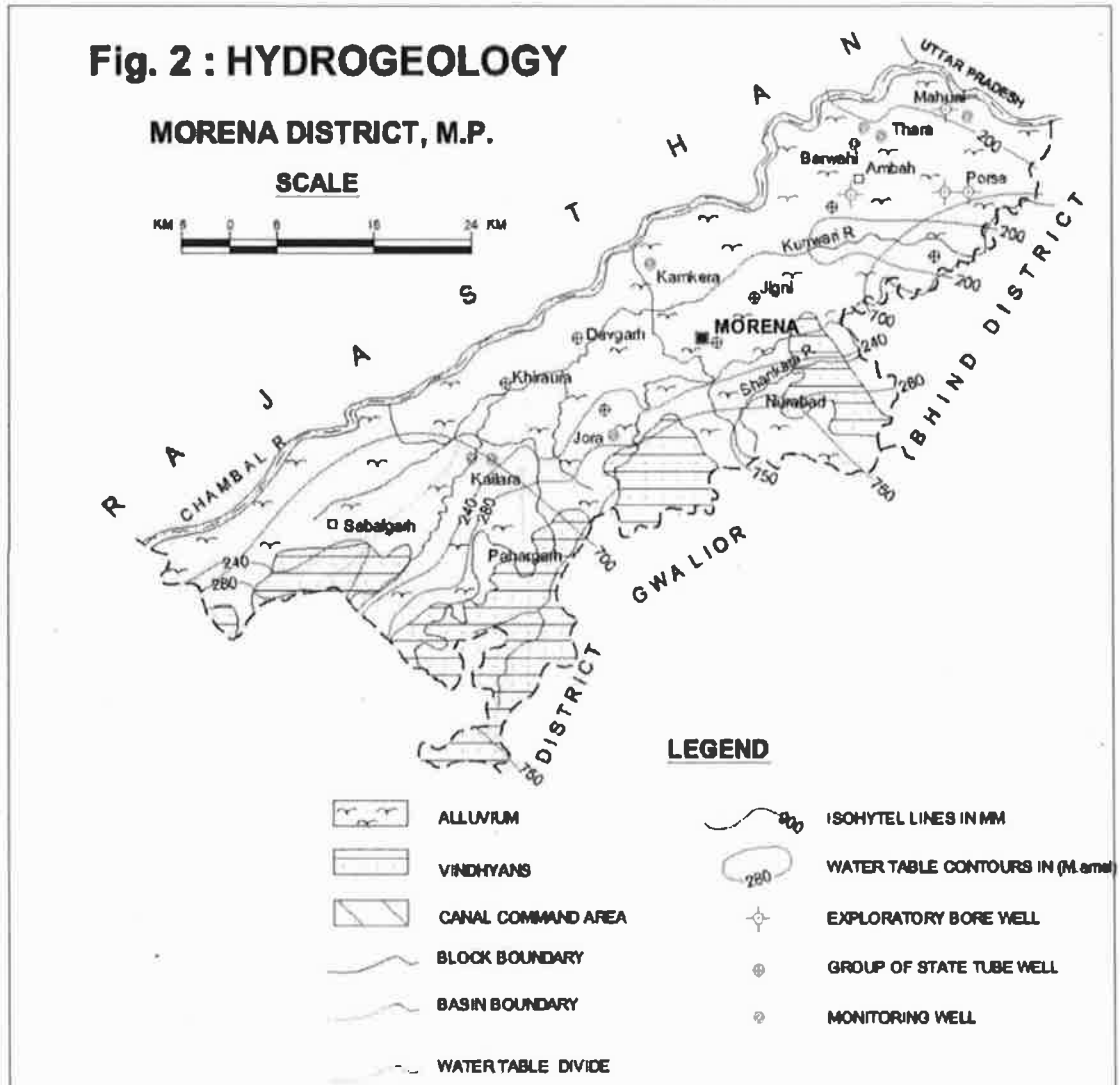 Fig. 2 : HYDROGEOLOGY
MORENA DISTRICT, M.P.
SCALE
KM 8 0 8 16 24 KM
RAJASTHAN
UTTAR PRADESH
Mahua
Thara
200
Barwahi
Ambah
Porsa
Kunwari R
200
200
Kamkera
Jigni
BHIND DISTRICT
Devgarh
MORENA
700
240
Shankani R
280
Khiraura
Nurabad
Jora
750
750
CHAMBAL R
Kailara
240
280
Sabalgarh
Pahargarh
700
GWALIOR
240
280
DISTRICT
750
LEGEND
ALLUVIUM
VINDHYANS
CANAL COMMAND AREA
BLOCK BOUNDARY
BASIN BOUNDARY
WATER TABLE DIVIDE
ISOHYTEL LINES IN MM
280
WATER TABLE CONTOURS IN (M.amsl)
EXPLORATORY BORE WELL
GROUP OF STATE TUBE WELL
MONITORING WELL